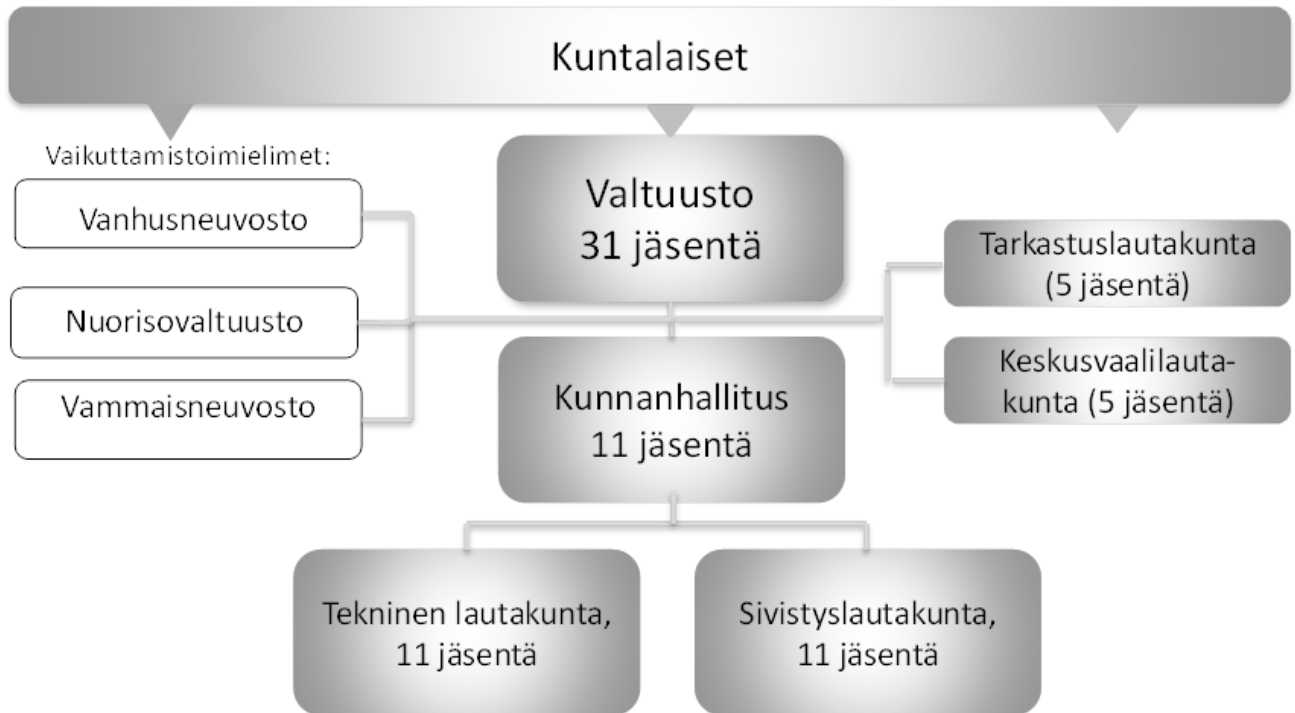 Kuntalaiset
Vaikuttamistoimielimet:
Vanhusneuvosto
Nuorisovaltuusto
Vammaisneuvosto
Valtuusto
31 jäsentä
Kunnanhallitus
11 jäsentä
Tarkastuslautakunta
(5 jäsentä)
Keskusvaalilauta-
kunta (5 jäsentä)
Tekninen lautakunta,
11 jäsentä
Sivistyslautakunta,
11 jäsentä